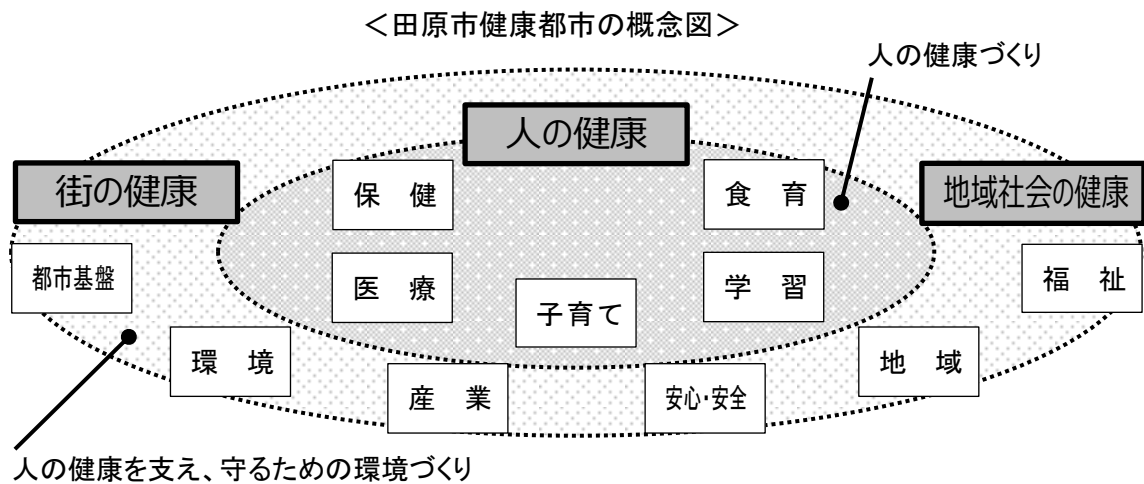 ＜田原市健康都市の概念図＞
人の健康づくり
人の健康
街の健康
地域社会の健康
保　健
食　育
都市基盤
医　療
学　習
福　祉
子育て
環　境
地　域
産　業
安心・安全
人の健康を支え、守るための環境づくり